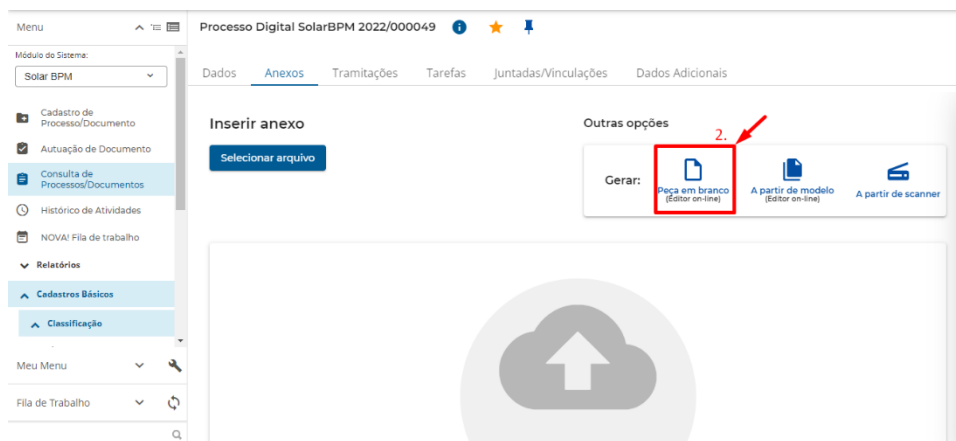 Menu
Módulo do Sistema:
Solar BPM
Cadastro de
Processo/Documento
Autuação de Documento
Consulta de
Processos/Documentos
Histórico de Atividades
NOVA! Fila de trabalho
Relatórios
Cadastros Básicos
Classificação
Meu Menu
Fila de Trabalho
Processo Digital SolarBPM 2022/000049
Dados Anexos Tramitações Tarefas Juntadas/Vinculações Dados Adicionais
Inserir anexo
Selecionar arquivo
Outras opções
2.
Gerar:
Peça em branco
(Editor on-line)
A partir de modelo
(Editor on-line)
A partir de scanner